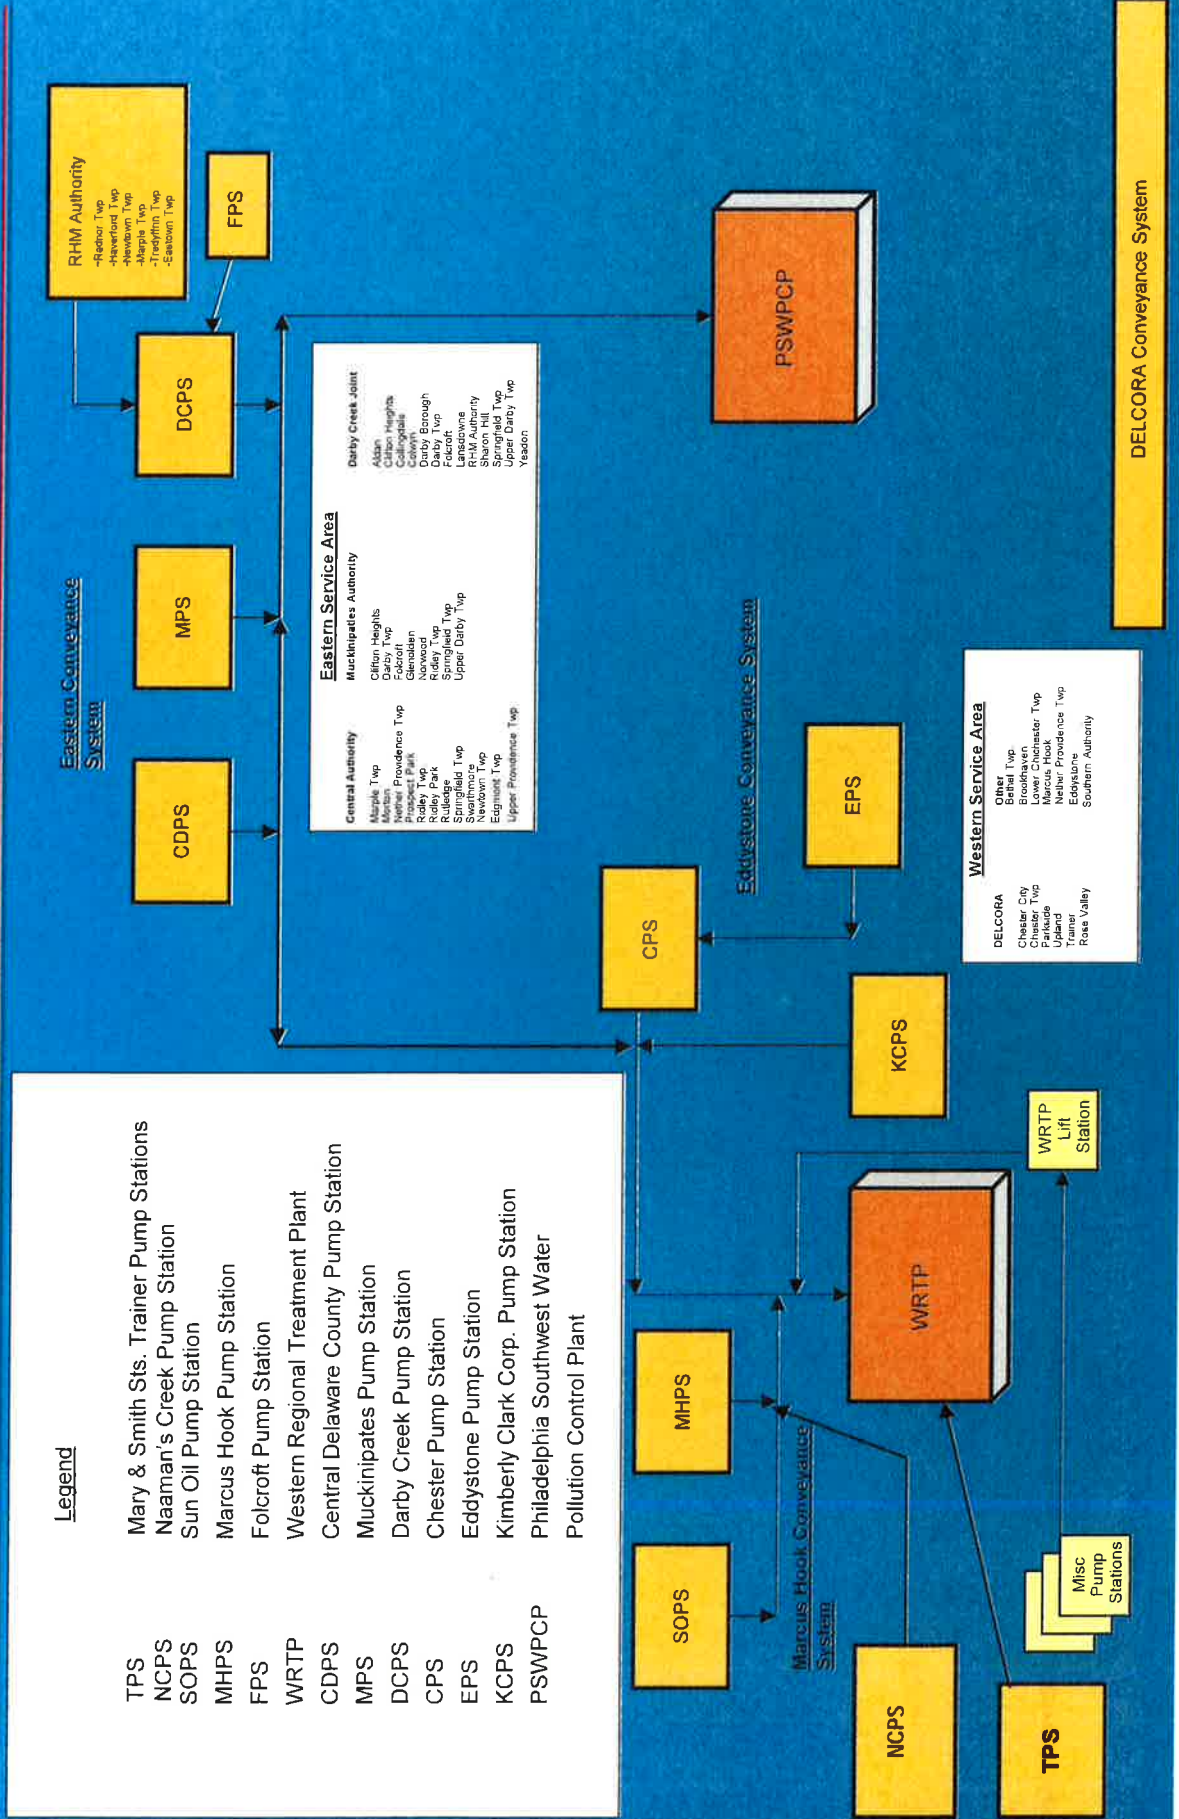 Legend
TPS Mary & Smith Sts. Trainer Pump Stations
NCPS Naaman's Creek Pump Station
SOPS Sun Oil Pump Station
MHPS Marcus Hook Pump Station
FPS Folcroft Pump Station
WRTP Western Regional Treatment Plant
CDPS Central Delaware County Pump Station
MPS Muckinipates Pump Station
DCPS Darby Creek Pump Station
CPS Chester Pump Station
EPS Eddystone Pump Station
KCPS Kimberly Clark Corp. Pump Station
PSWPCP Philadelphia Southwest Water
Pollution Control Plant
Eastern Conveyance
System
CDPS
MPS
DCPS
RHM Authority
-Radnor Twp
-Haverford Twp
-Newtown Twp
-Marple Twp
-Tredyffrin Twp
-Eastown Twp
FPS
Eastern Service Area
Central Authority
Marple Twp
Morton
Nether Providence Twp
Prospect Park
Ridley Twp
Ridley Park
Rutledge
Springfield Twp
Swarthmore
Newtown Twp
Edgmont Twp
Upper Providence Twp
Muckinipaties Authority
Clifton Heights
Darby Twp
Folcroft
Glenolden
Norwood
Ridley Twp
Springfield Twp
Upper Darby Twp
Darby Creek Joint
Aldan
Clifton Heights
Collingdale
Colwyn
Darby Borough
Darby Twp
Folcroft
Lansdowne
RHM Authority
Sharon Hill
Springfield Twp
Upper Darby Twp
Yeadon
PSWPCP
SOPS
MHPS
CPS
Eddystone Conveyance System
Marcus Hook Conveyance
System
EPS
NCPS
WRTP
KCPS
TPS
Misc
Pump
Stations
WRTP
Lift
Station
Western Service Area
DELCORA
Chester City
Chester Twp
Parkside
Upland
Trainer
Rose Valley
Other
Bethel Twp.
Brookhaven
Lower Chichester Twp
Marcus Hook
Nether Providence Twp
Eddystone
Southern Authority
DELCORA Conveyance System